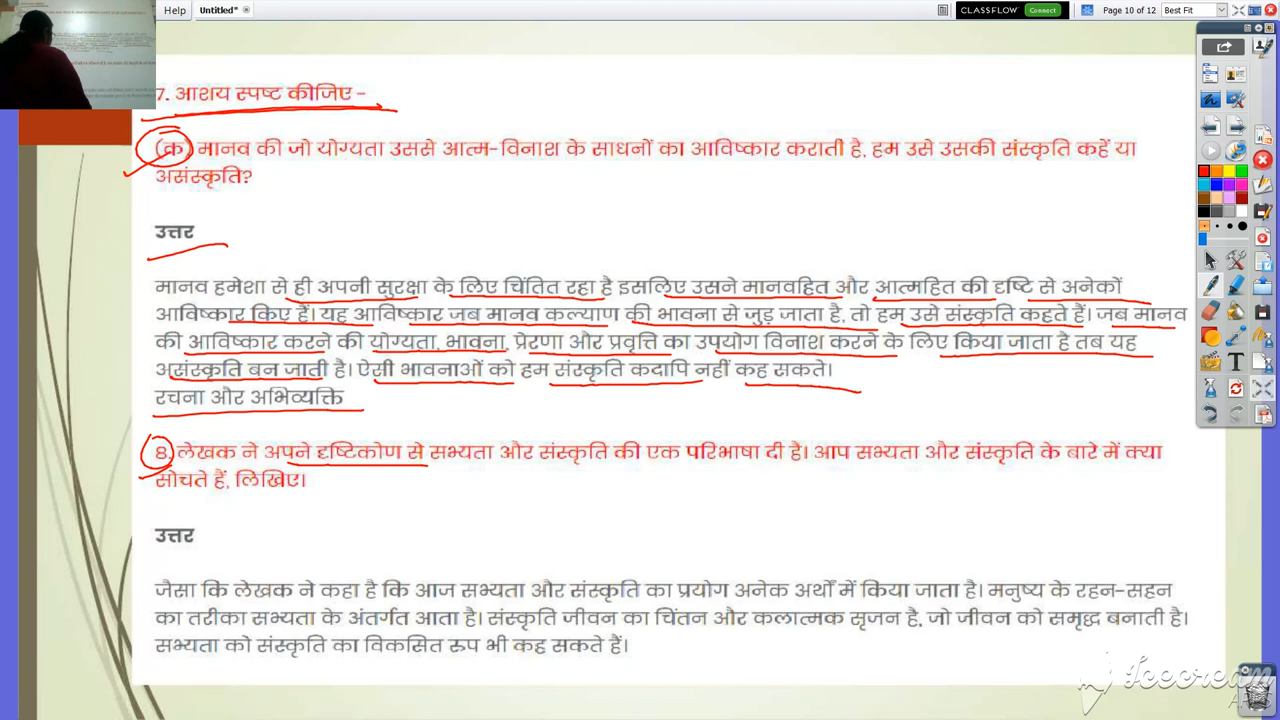 Untitled*
CLASSFLOW Connect
Page 10 of 12
Best Fit
7. आशय स्पष्ट कीजिए -
(क) मानव की जो योग्यता उससे आत्म-विनाश के साधनों का आविष्कार कराती है, हम उसे उसकी संस्कृति कहें या
असंस्कृति?
उत्तर
मानव हमेशा से ही अपनी सुरक्षा के लिए चिंतित रहा है इसलिए उसने मानवहित और आत्महित की दृष्टि से अनेकों
आविष्कार किए हैं। यह आविष्कार जब मानव कल्याण की भावना से जुड़ जाता है, तो हम उसे संस्कृति कहते हैं। जब मानव
की आविष्कार करने की योग्यता, भावना, प्रेरणा और प्रवृत्ति का उपयोग विनाश करने के लिए किया जाता है तब यह
असंस्कृति बन जाती है। ऐसी भावनाओं को हम संस्कृति कदापि नहीं कह सकते।
रचना और अभिव्यक्ति
8. लेखक ने अपने दृष्टिकोण से सभ्यता और संस्कृति की एक परिभाषा दी है। आप सभ्यता और संस्कृति के बारे में क्या
सोचते हैं, लिखिए।
उत्तर
जैसा कि लेखक ने कहा है कि आज सभ्यता और संस्कृति का प्रयोग अनेक अर्थों में किया जाता है। मनुष्य के रहन-सहन
का तरीका सभ्यता के अंतर्गत आता है। संस्कृति जीवन का चिंतन और कलात्मक सृजन है, जो जीवन को समृद्ध बनाती है।
सभ्यता को संस्कृति का विकसित रुप भी कह सकते हैं।
Icecream
APPS